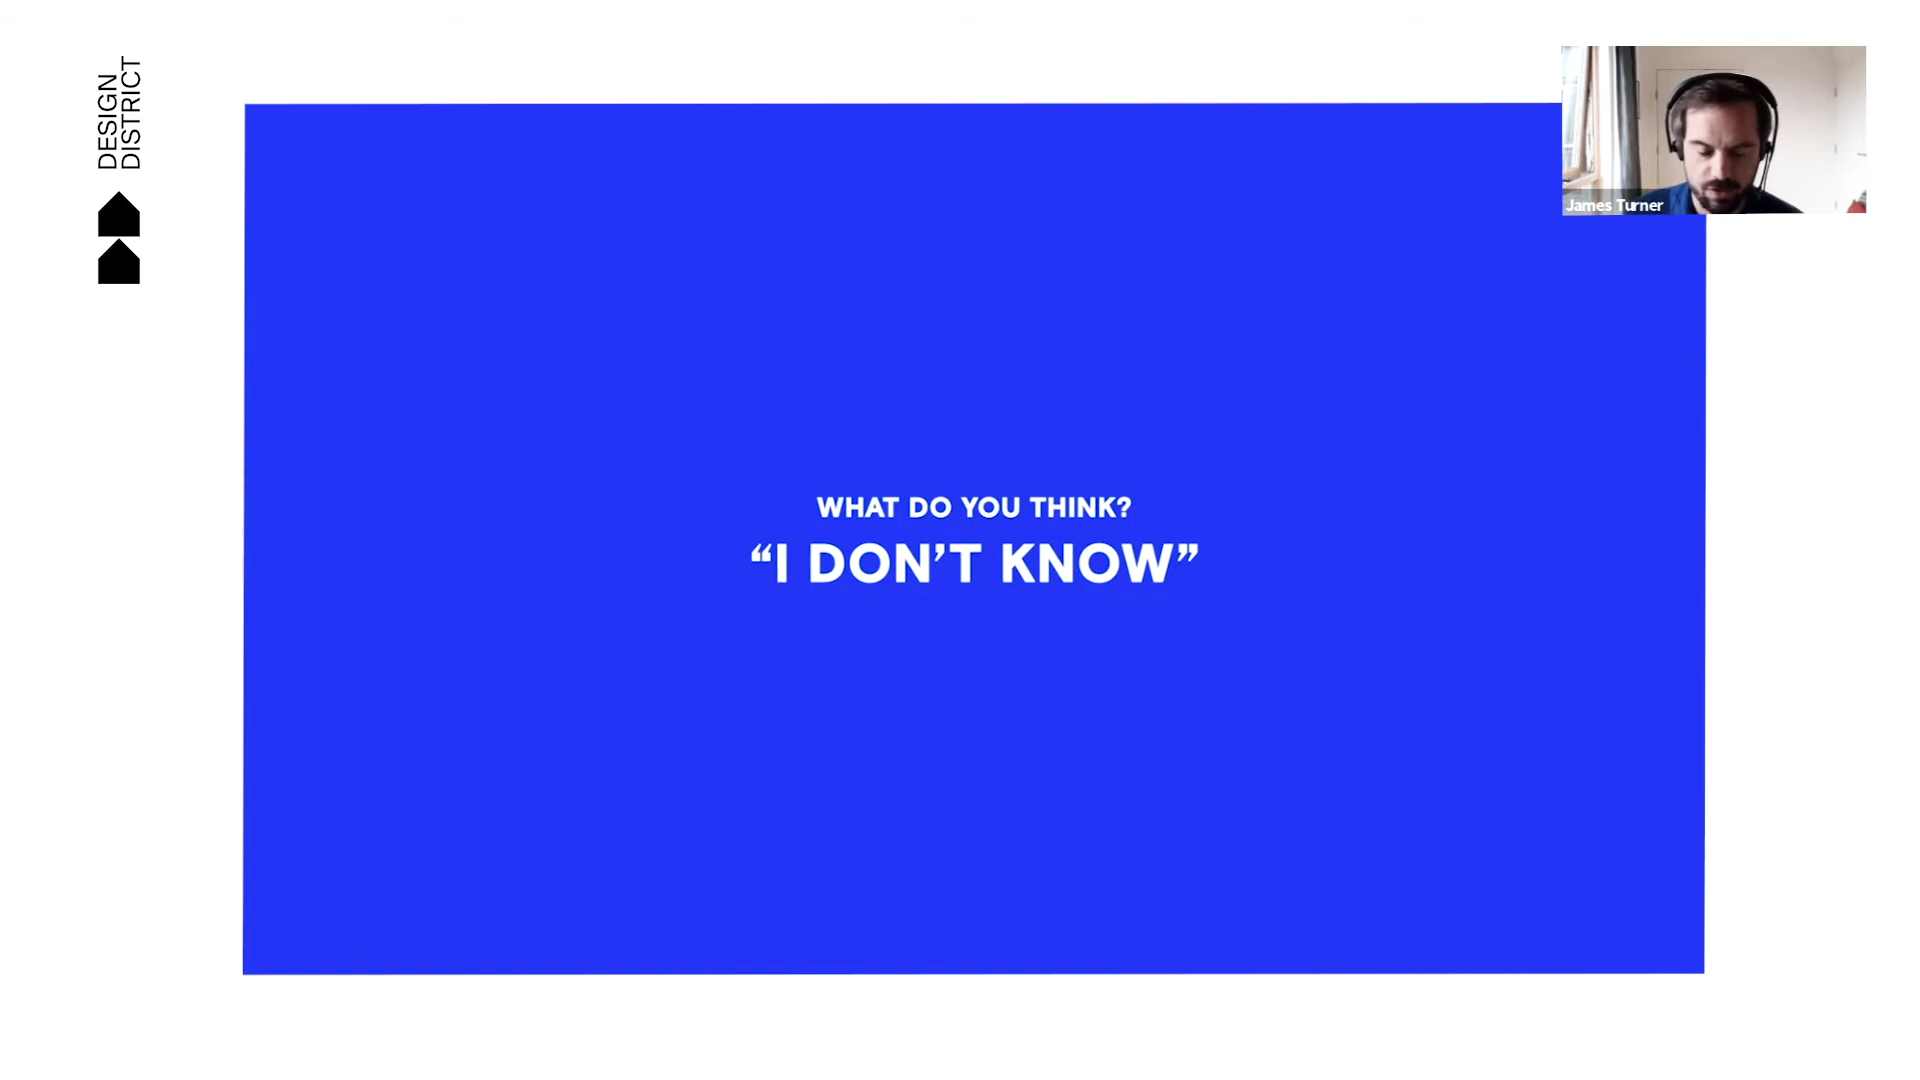 DESIGN
DISTRICT
James Turner
WHAT DO YOU THINK?
“I DON’T KNOW”